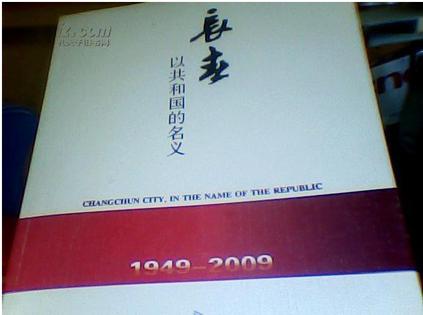 长春
以共和国的名义
CHANGCHUN CITY, IN THE NAME OF THE REPUBLIC
1949-2009